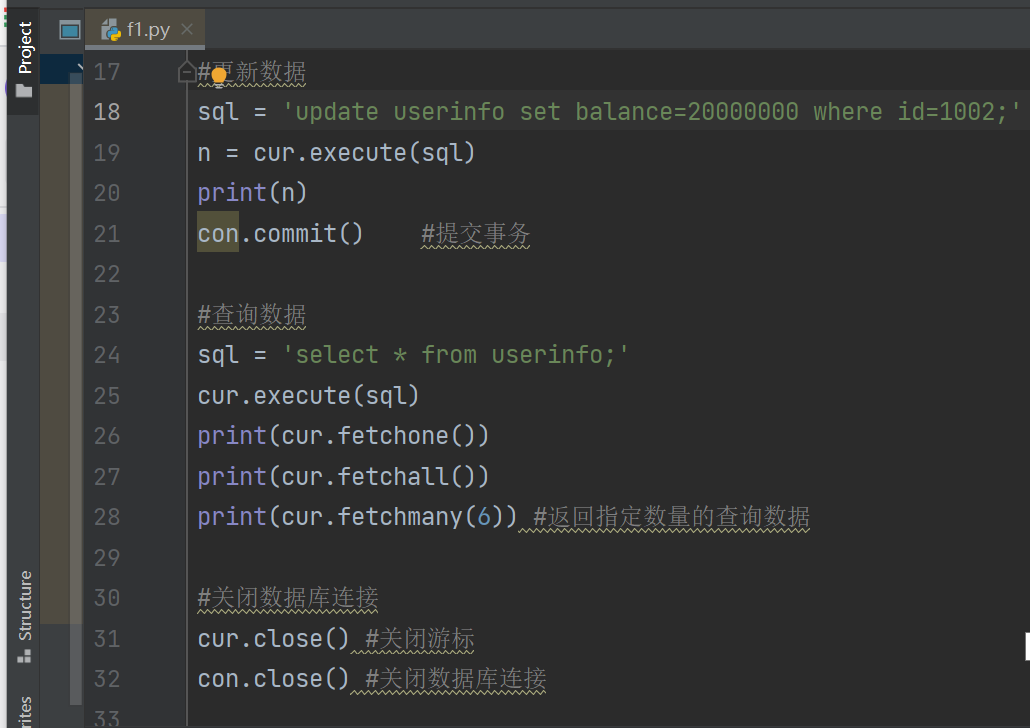 Project
f1.py
17 #更新数据
18 sql = 'update userinfo set balance=20000000 where id=1002;'
19 n = cur.execute(sql)
20 print(n)
21 con.commit() #提交事务
22
23 #查询数据
24 sql = 'select * from userinfo;'
25 cur.execute(sql)
26 print(cur.fetchone())
27 print(cur.fetchall())
28 print(cur.fetchmany(6)) #返回指定数量的查询数据
29
30 #关闭数据库连接
31 cur.close() #关闭游标
32 con.close() #关闭数据库连接
33
Structure
rites